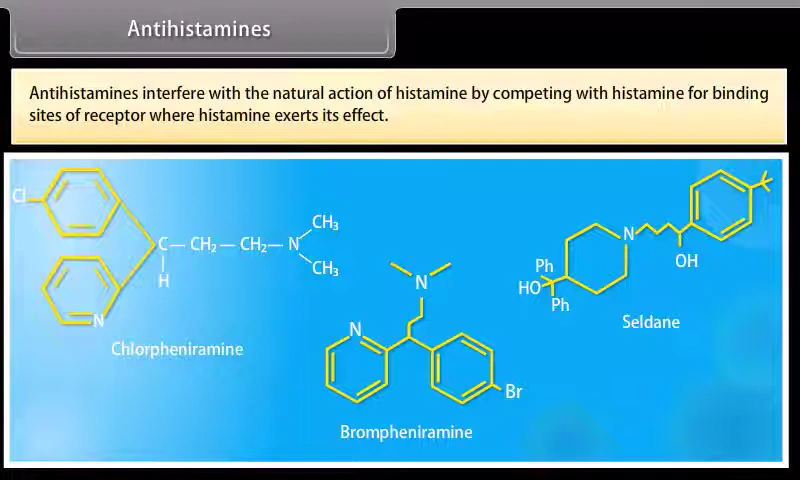 Antihistamines
Antihistamines interfere with the natural action of histamine by competing with histamine for binding
sites of receptor where histamine exerts its effect.
Cl
C — CH₂ — CH₂ — N
CH₃
CH₃
H
N
Chlorpheniramine
N
N
Br
Brompheniramine
N
OH
Ph
HO
Ph
Seldane